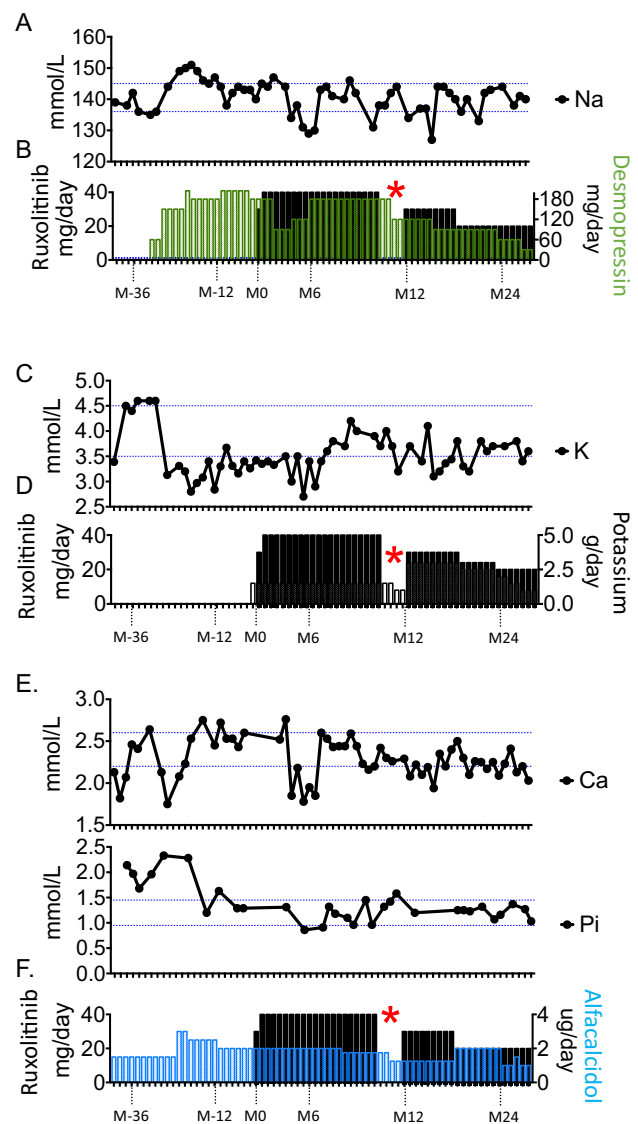 A
mmol/L
160
150
140
130
120
Na
B
Ruxolitinib
mg/day
40
20
0
180
120
60
0
mg/day
Desmopressin
M-36 M-12 M0 M6 M12 M24
C
mmol/L
5.0
4.5
4.0
3.5
3.0
2.5
K
D
Ruxolitinib
mg/day
40
20
0
*
5.0
2.5
0.0
g/day
Potassium
M-36 M-12 M0 M6 M12 M24
E.
mmol/L
3.0
2.5
2.0
1.5
Ca
mmol/L
2.5
2.0
1.5
1.0
0.5
0.0
Pi
F.
Ruxolitinib
mg/day
40
20
0
*
4
2
0
ug/day
Alfacalcidol
M-36 M-12 M0 M6 M12 M24